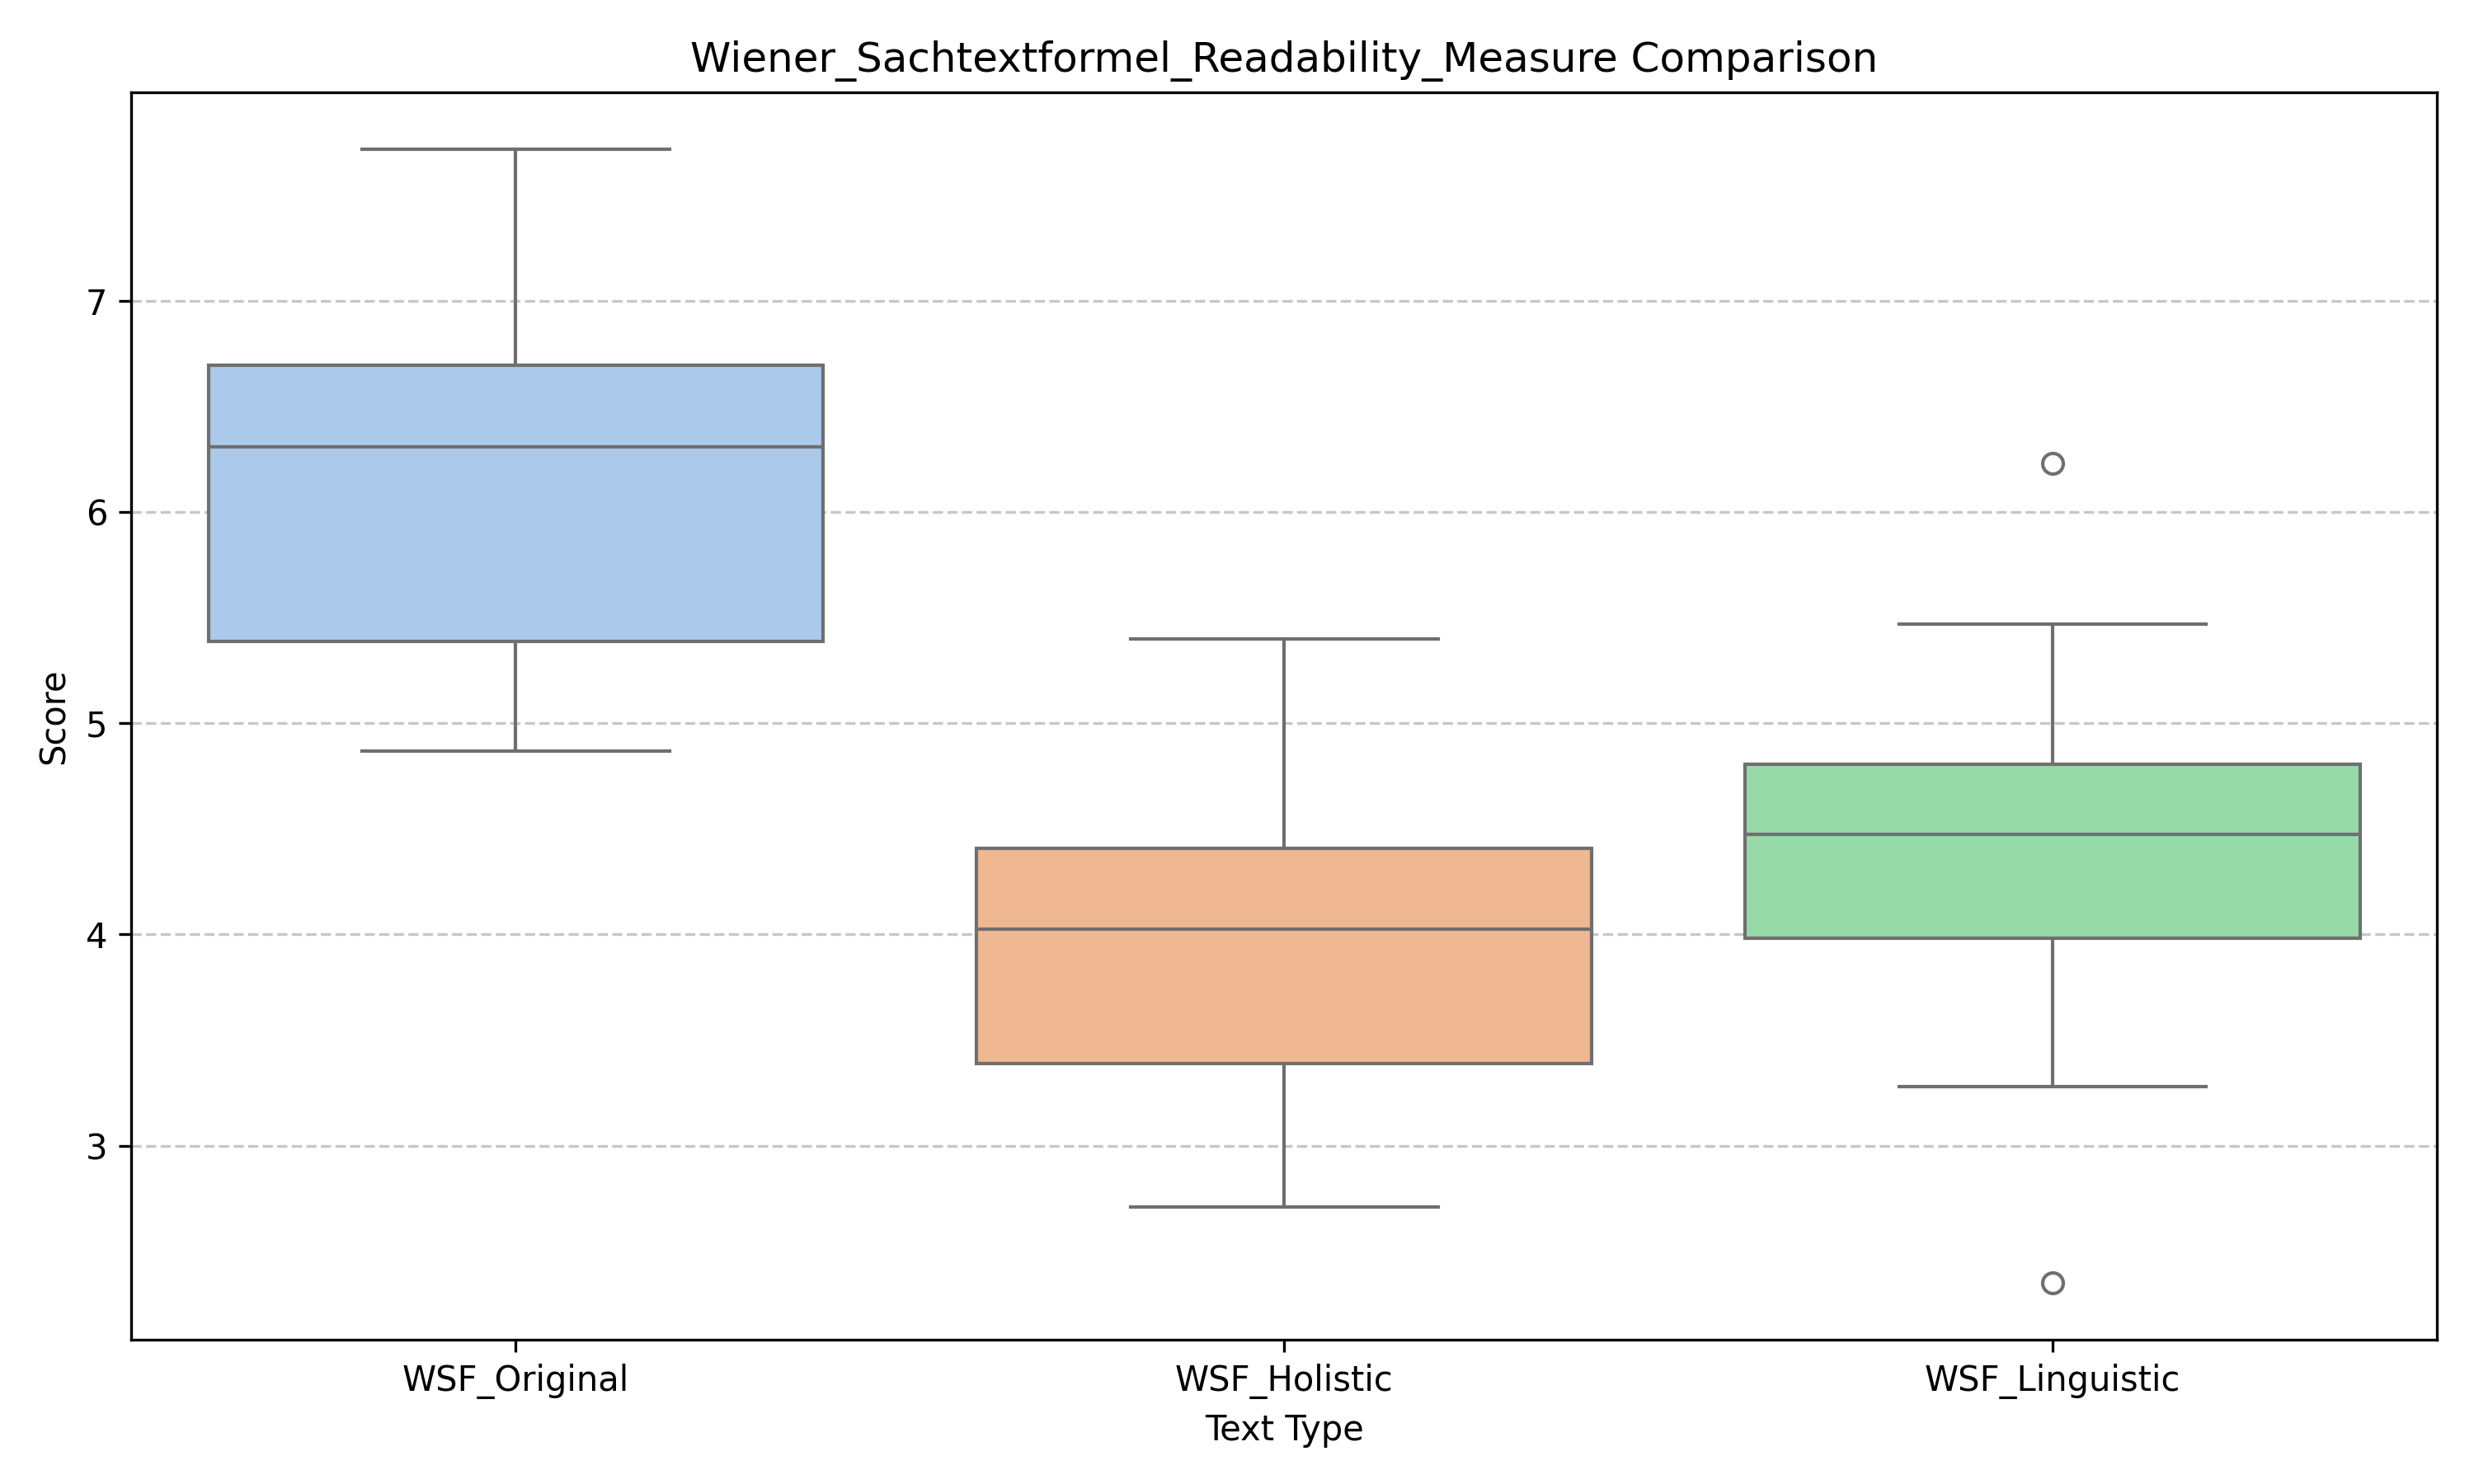 Wiener_Sachtextformel_Readability_Measure Comparison
Score
7
6
5
4
3
WSF_Original
WSF_Holistic
WSF_Linguistic
Text Type